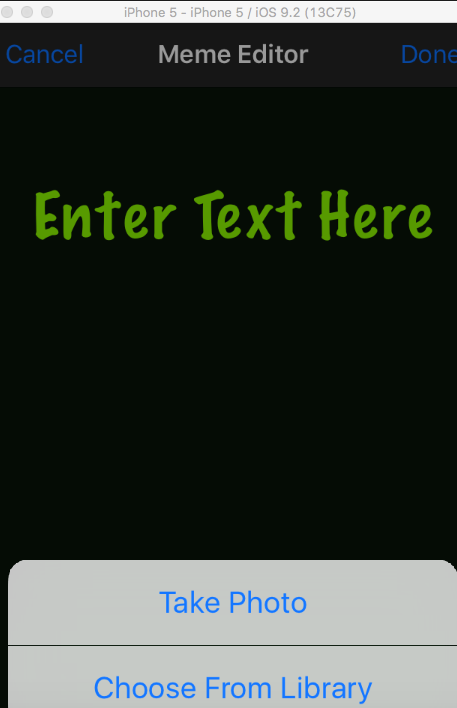 iPhone 5 - iPhone 5 / iOS 9.2 (13C75)
Cancel Meme Editor Done
Enter Text Here
Take Photo
Choose From Library